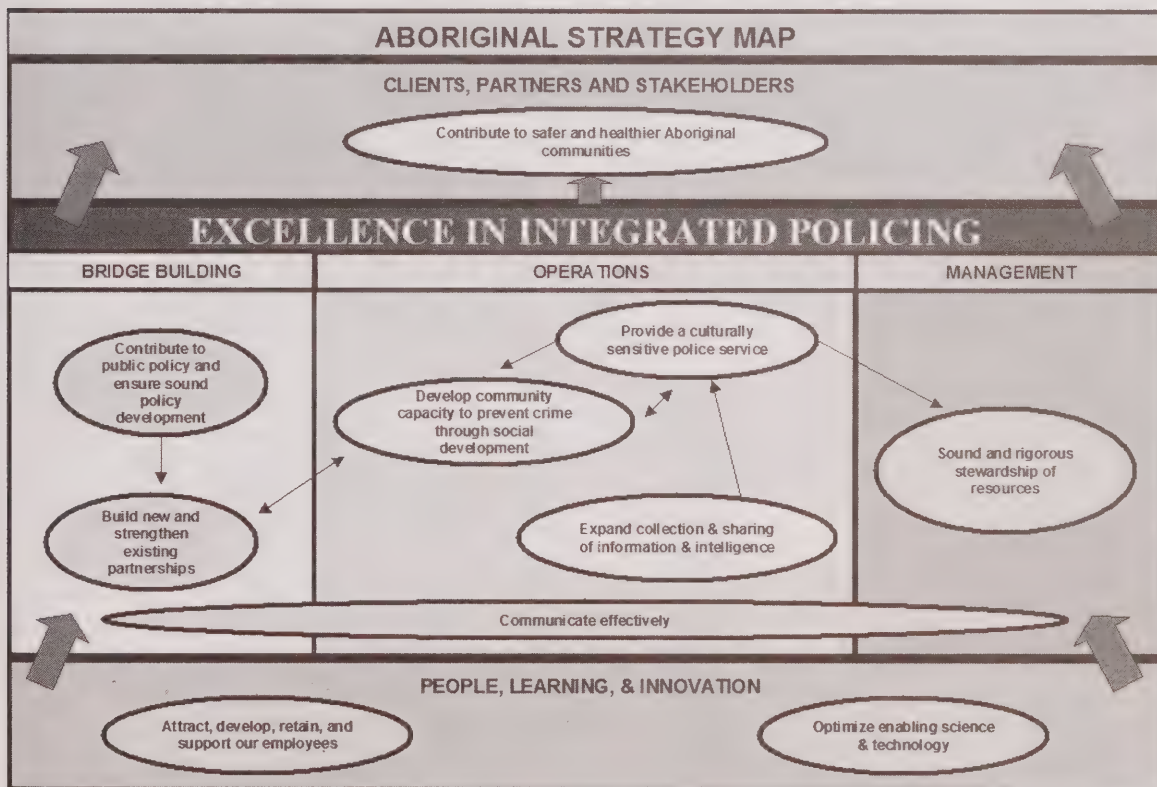 ABORIGINAL STRATEGY MAP
CLIENTS, PARTNERS AND STAKEHOLDERS
Contribute to safer and healthier Aboriginal
communities
EXCELLENCE IN INTEGRATED POLICING
BRIDGE BUILDING
OPERATIONS
MANAGEMENT
Contribute to
public policy and
ensure sound
policy
development
Build new and
strengthen
existing
partnerships
Provide a culturally
sensitive police service
Develop community
capacity to prevent crime
through social
development
Expand collection & sharing
of information & intelligence
Sound and rigorous
stewardship of
resources
Communicate effectively
PEOPLE, LEARNING, & INNOVATION
Attract, develop, retain, and
support our employees
Optimize enabling science
& technology